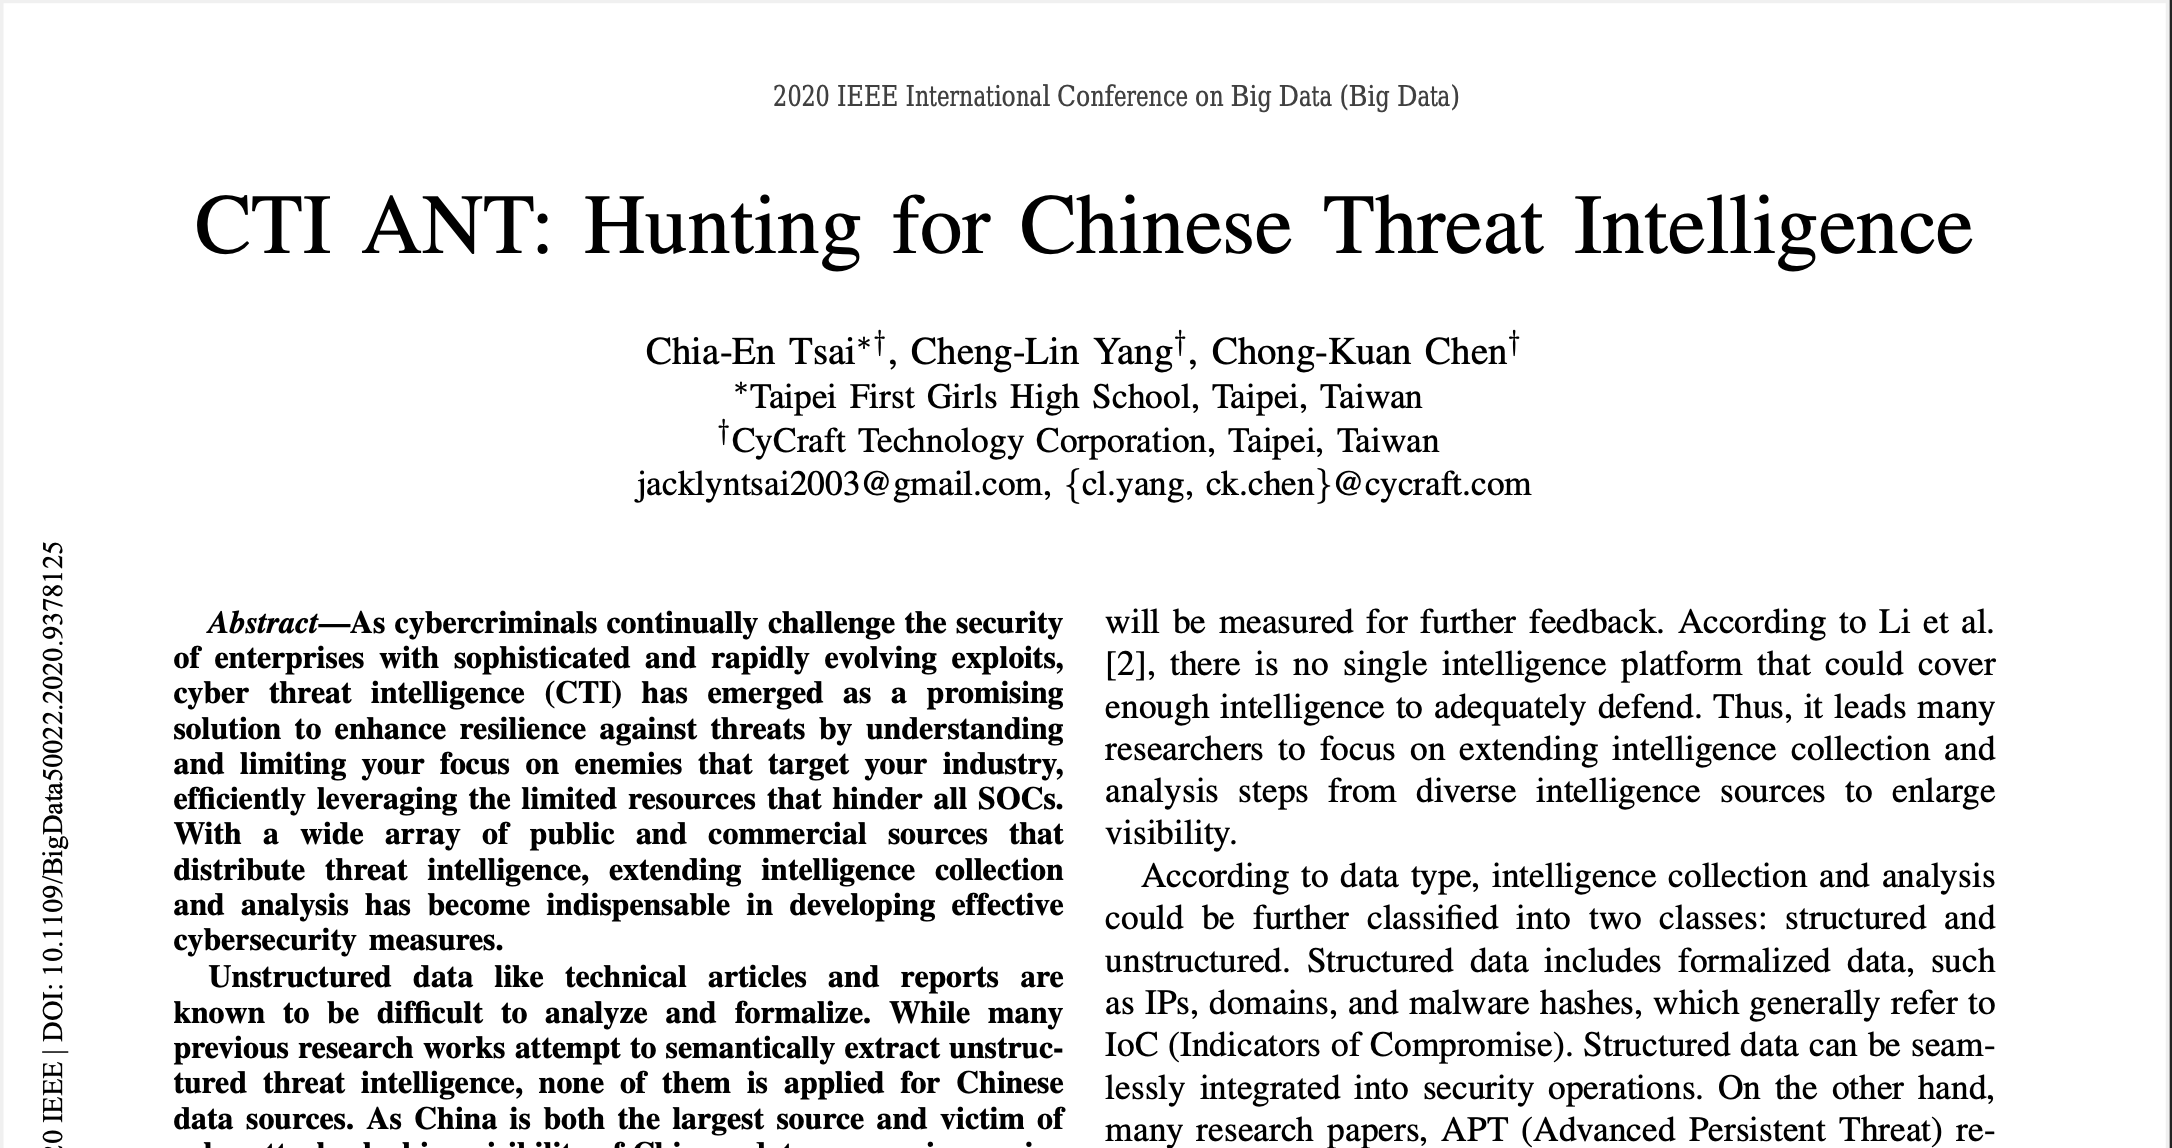 2020 IEEE International Conference on Big Data (Big Data)
CTI ANT: Hunting for Chinese Threat Intelligence
Chia-En Tsai*†, Cheng-Lin Yang†, Chong-Kuan Chen†
*Taipei First Girls High School, Taipei, Taiwan
†CyCraft Technology Corporation, Taipei, Taiwan
jacklyntsai2003@gmail.com, {cl.yang, ck.chen}@cycraft.com
Abstract—As cybercriminals continually challenge the security
of enterprises with sophisticated and rapidly evolving exploits,
cyber threat intelligence (CTI) has emerged as a promising
solution to enhance resilience against threats by understanding
and limiting your focus on enemies that target your industry,
efficiently leveraging the limited resources that hinder all SOCs.
With a wide array of public and commercial sources that
distribute threat intelligence, extending intelligence collection
and analysis has become indispensable in developing effective
cybersecurity measures.
Unstructured data like technical articles and reports are
known to be difficult to analyze and formalize. While many
previous research works attempt to semantically extract unstruc-
tured threat intelligence, none of them is applied for Chinese
data sources. As China is both the largest source and victim of
will be measured for further feedback. According to Li et al.
[2], there is no single intelligence platform that could cover
enough intelligence to adequately defend. Thus, it leads many
researchers to focus on extending intelligence collection and
analysis steps from diverse intelligence sources to enlarge
visibility.
According to data type, intelligence collection and analysis
could be further classified into two classes: structured and
unstructured. Structured data includes formalized data, such
as IPs, domains, and malware hashes, which generally refer to
IoC (Indicators of Compromise). Structured data can be seam-
lessly integrated into security operations. On the other hand,
many research papers, APT (Advanced Persistent Threat) re-
0 IEEE | DOI: 10.1109/BigData50022.2020.9378125